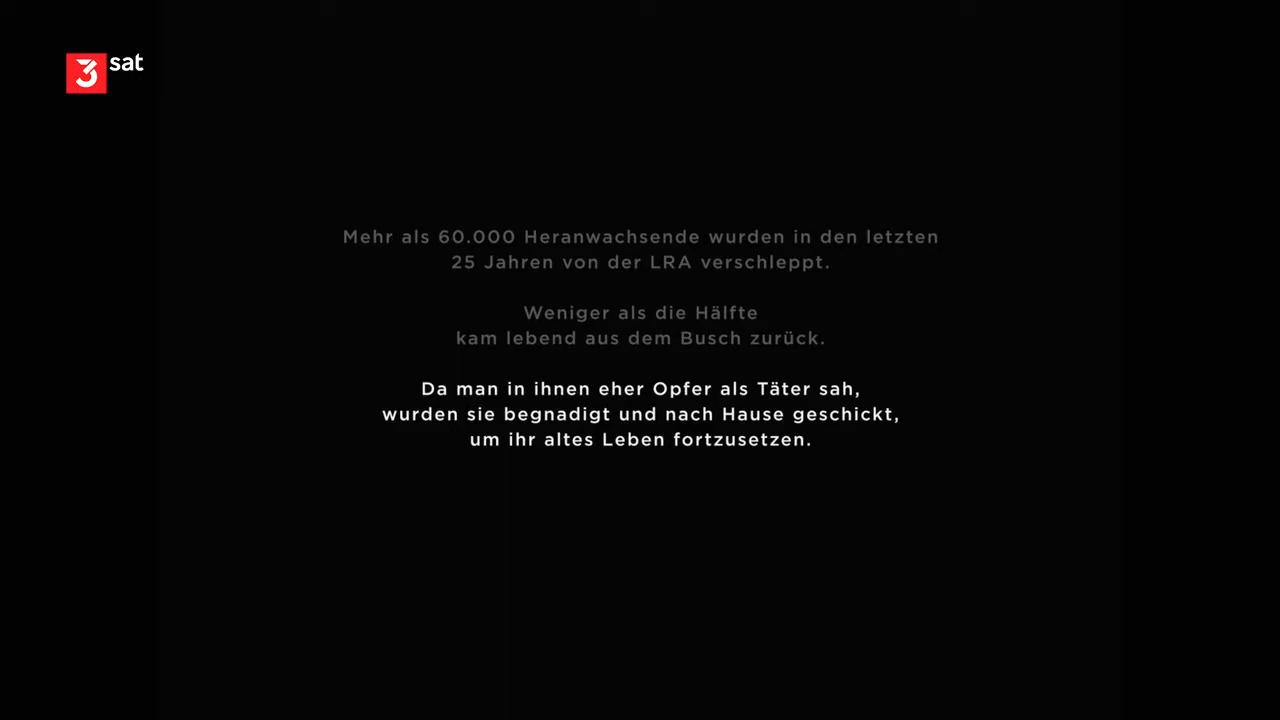 3sat
Mehr als 60.000 Heranwachsende wurden in den letzten
25 Jahren von der LRA verschleppt.
Weniger als die Hälfte
kam lebend aus dem Busch zurück.
Da man in ihnen eher Opfer als Täter sah,
wurden sie begnadigt und nach Hause geschickt,
um ihr altes Leben fortzusetzen.